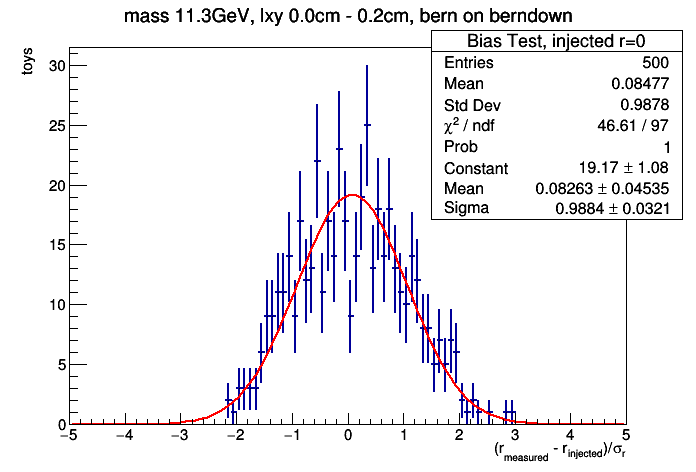 mass 11.3GeV, lxy 0.0cm - 0.2cm, bern on berndown
Bias Test, injected r=0
Entries 500
Mean 0.08477
Std Dev 0.9878
χ² / ndf 46.61 / 97
Prob 1
Constant 19.17 ± 1.08
Mean 0.08263 ± 0.04535
Sigma 0.9884 ± 0.0321
toys
30
25
20
15
10
5
0
−5 −4 −3 −2 −1 0 1 2 3 4 5
(r_measured - r_injected)/σ_r